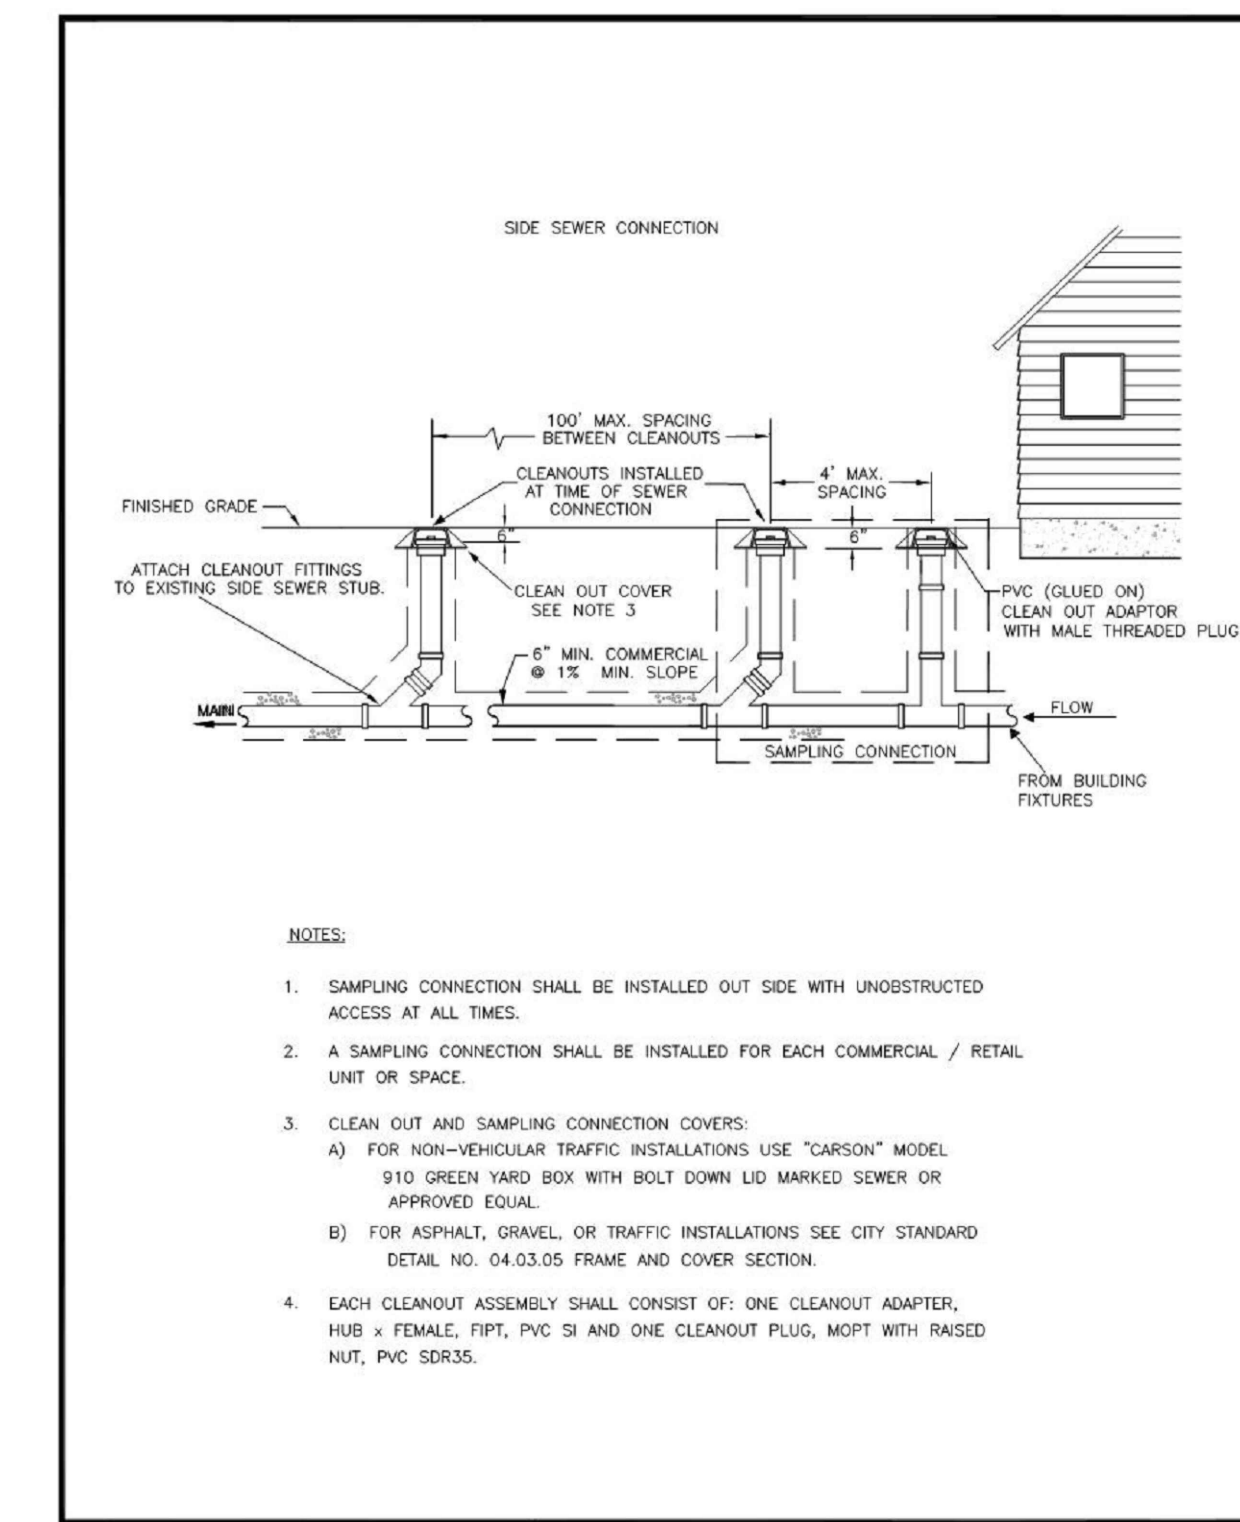 SIDE SEWER CONNECTION
100' MAX. SPACING
BETWEEN CLEANOUTS
CLEANOUTS INSTALLED
AT TIME OF SEWER
CONNECTION
4' MAX.
SPACING
FINISHED GRADE
6"
6"
ATTACH CLEANOUT FITTINGS
TO EXISTING SIDE SEWER STUB.
CLEAN OUT COVER
SEE NOTE 3
PVC (GLUED ON)
CLEAN OUT ADAPTOR
WITH MALE THREADED PLUG
6" MIN. COMMERCIAL
@ 1% MIN. SLOPE
MAIN
FLOW
SAMPLING CONNECTION
FROM BUILDING
FIXTURES
NOTES:
1. SAMPLING CONNECTION SHALL BE INSTALLED OUT SIDE WITH UNOBSTRUCTED
ACCESS AT ALL TIMES.
2. A SAMPLING CONNECTION SHALL BE INSTALLED FOR EACH COMMERCIAL / RETAIL
UNIT OR SPACE.
3. CLEAN OUT AND SAMPLING CONNECTION COVERS:
A) FOR NON-VEHICULAR TRAFFIC INSTALLATIONS USE "CARSON" MODEL
910 GREEN YARD BOX WITH BOLT DOWN LID MARKED SEWER OR
APPROVED EQUAL.
B) FOR ASPHALT, GRAVEL, OR TRAFFIC INSTALLATIONS SEE CITY STANDARD
DETAIL NO. 04.03.05 FRAME AND COVER SECTION.
4. EACH CLEANOUT ASSEMBLY SHALL CONSIST OF: ONE CLEANOUT ADAPTER,
HUB x FEMALE, FIPT, PVC SI AND ONE CLEANOUT PLUG, MOPT WITH RAISED
NUT, PVC SDR35.